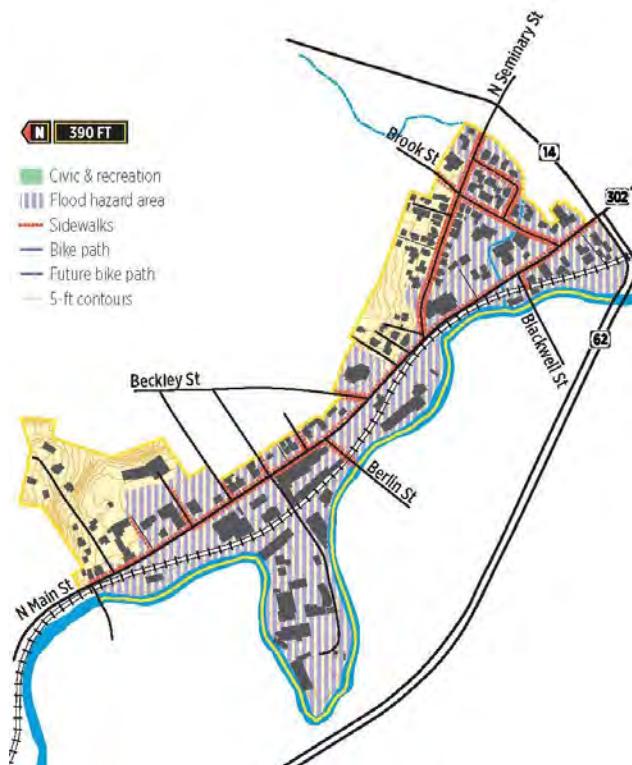 N Seminary St
N 390 FT
Brook St
14
Civic & recreation
302
Flood hazard area
Sidewalks
Bike path
Future bike path
5-ft contours
Blackwell St
62
Beckley St
Berlin St
N Main St